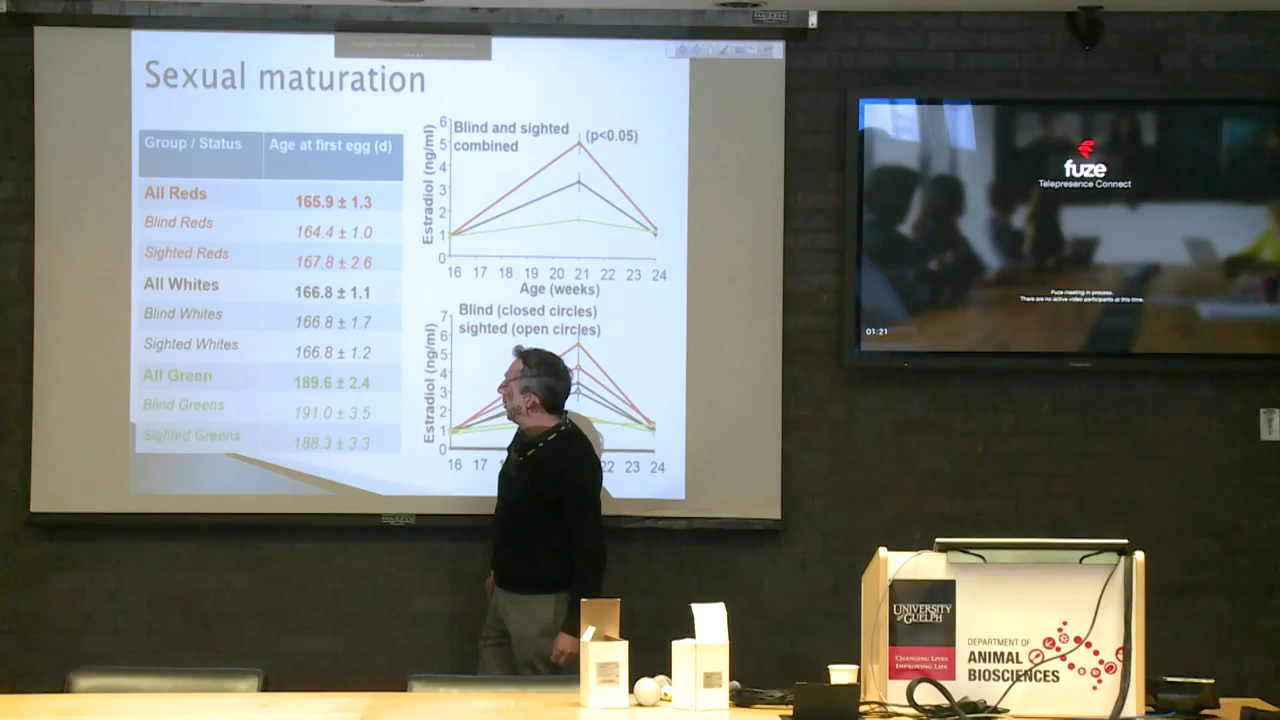 Sexual maturation
Group / Status Age at first egg (d)
All Reds 165.9 ± 1.3
Blind Reds 164.4 ± 1.0
Sighted Reds 167.8 ± 2.6
All Whites 166.8 ± 1.1
Blind Whites 166.8 ± 1.7
Sighted Whites 166.8 ± 1.2
All Green 189.6 ± 2.4
Blind Greens 191.0 ± 3.5
Sighted Greens 188.3 ± 3.3
Blind and sighted
combined
(p<0.05)
Estradiol (ng/ml)
6
5
4
3
2
1
0
16 17 18 19 20 21 22 23 24
Age (weeks)
Blind (closed circles)
sighted (open circles)
Estradiol (ng/ml)
7
6
5
4
3
2
1
0
16 17 22 23 24
fuze
Telepresence Connect
Fuze meeting in process.
There are no active video participants at this time.
01:21
UNIVERSITY
of GUELPH
CHANGING LIVES
IMPROVING LIFE
DEPARTMENT OF
ANIMAL
BIOSCIENCES